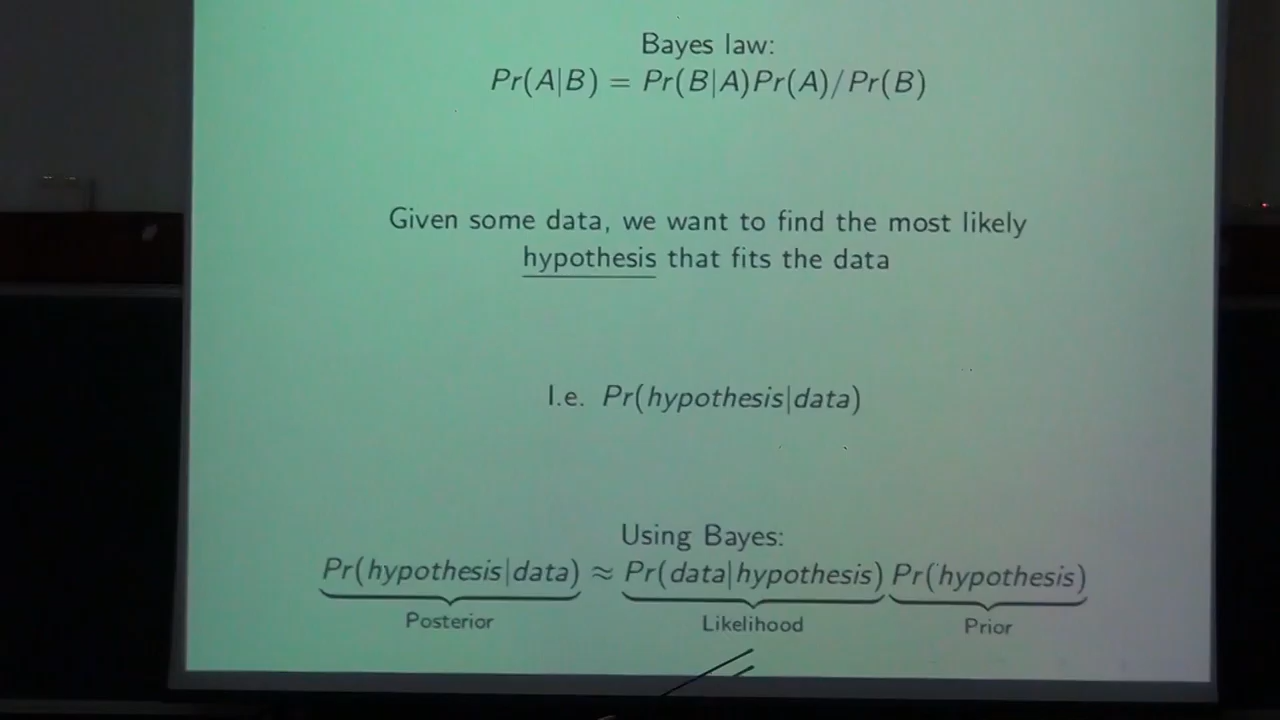 Bayes law:
Pr(A|B) = Pr(B|A)Pr(A)/Pr(B)
Given some data, we want to find the most likely
hypothesis that fits the data
I.e. Pr(hypothesis|data)
Using Bayes:
Pr(hypothesis|data) ≈ Pr(data|hypothesis) Pr(hypothesis)
Posterior Likelihood Prior